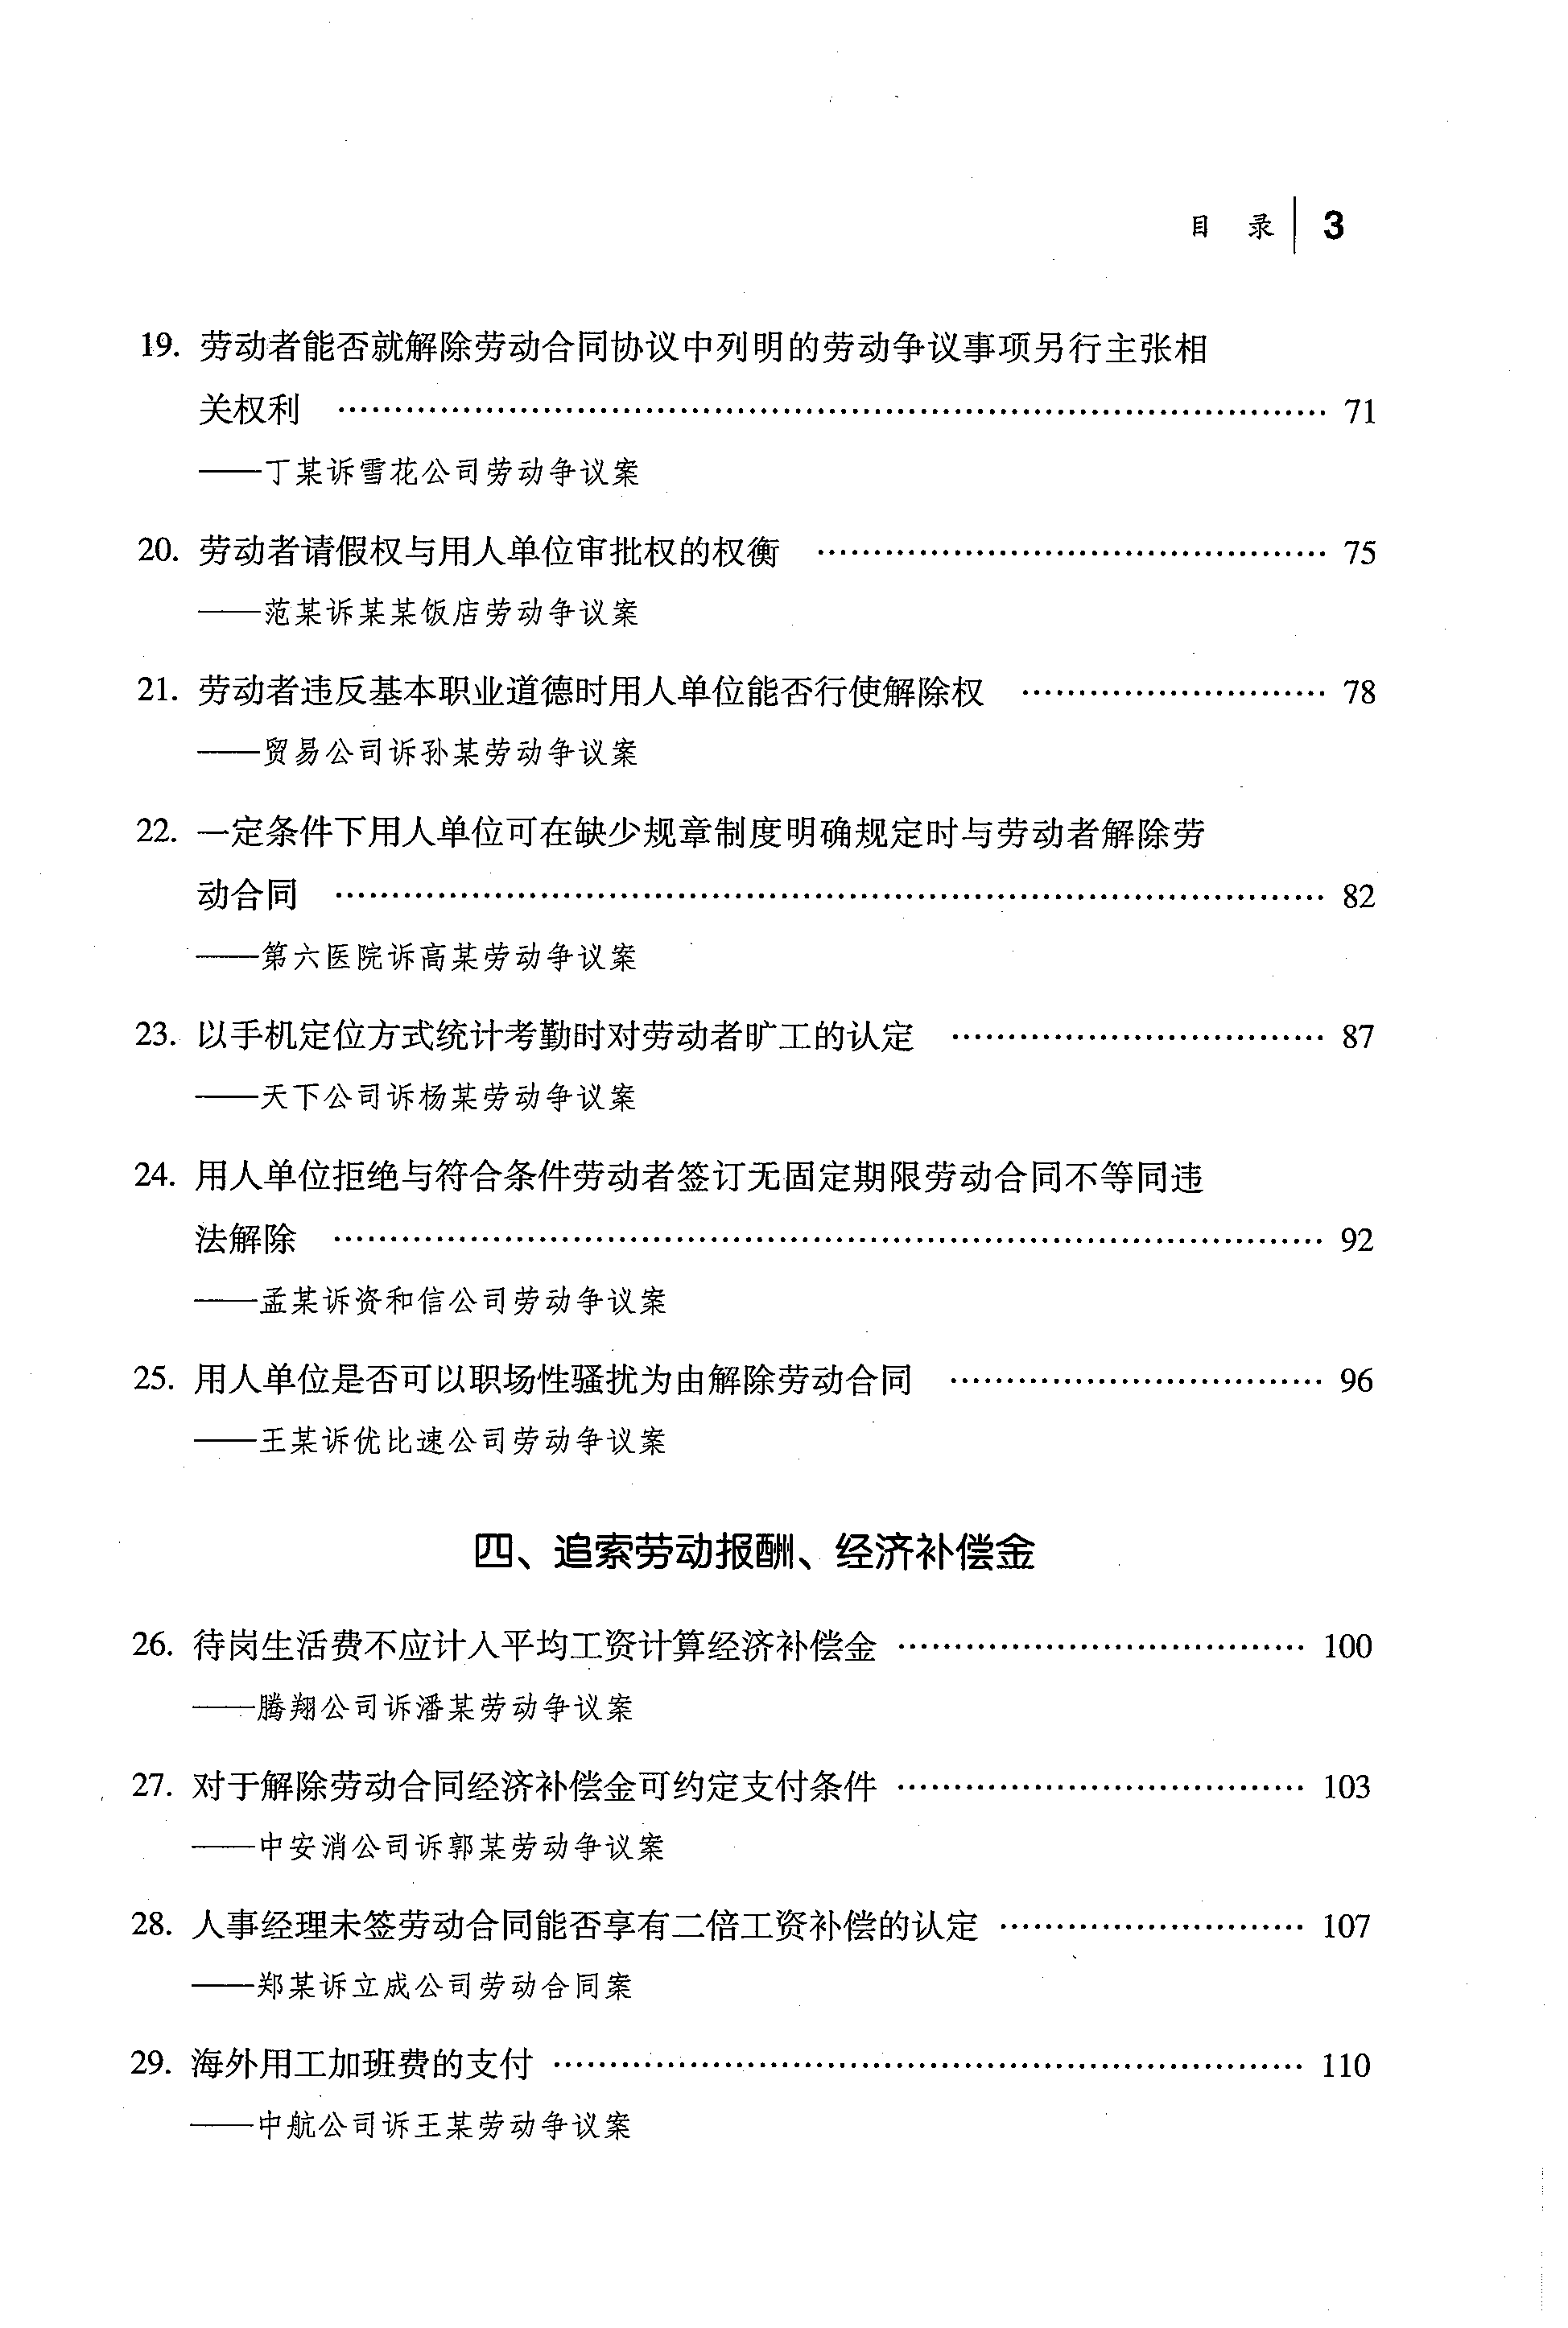 目 录 3
19. 劳动者能否就解除劳动合同协议中列明的劳动争议事项另行主张相
关权利 …………………………………………………………………… 71
——丁某诉雪花公司劳动争议案
20. 劳动者请假权与用人单位审批权的权衡 ………………………………… 75
——范某诉某某饭店劳动争议案
21. 劳动者违反基本职业道德时用人单位能否行使解除权 ……………………… 78
——贸易公司诉孙某劳动争议案
22. 一定条件下用人单位可在缺少规章制度明确规定时与劳动者解除劳
动合同 …………………………………………………………………… 82
——第六医院诉高某劳动争议案
23. 以手机定位方式统计考勤时对劳动者旷工的认定 ………………………… 87
——天下公司诉杨某劳动争议案
24. 用人单位拒绝与符合条件劳动者签订无固定期限劳动合同不等同违
法解除 …………………………………………………………………… 92
——孟某诉资和信公司劳动争议案
25. 用人单位是否可以职场性骚扰为由解除劳动合同 ………………………… 96
——王某诉优比速公司劳动争议案
四、追索劳动报酬、经济补偿金
26. 待岗生活费不应计入平均工资计算经济补偿金 …………………………… 100
——腾翔公司诉潘某劳动争议案
27. 对于解除劳动合同经济补偿金可约定支付条件 …………………………… 103
——中安消公司诉郭某劳动争议案
28. 人事经理未签劳动合同能否享有二倍工资补偿的认定 …………………… 107
——郑某诉立成公司劳动合同案
29. 海外用工加班费的支付 ………………………………………………… 110
——中航公司诉王某劳动争议案